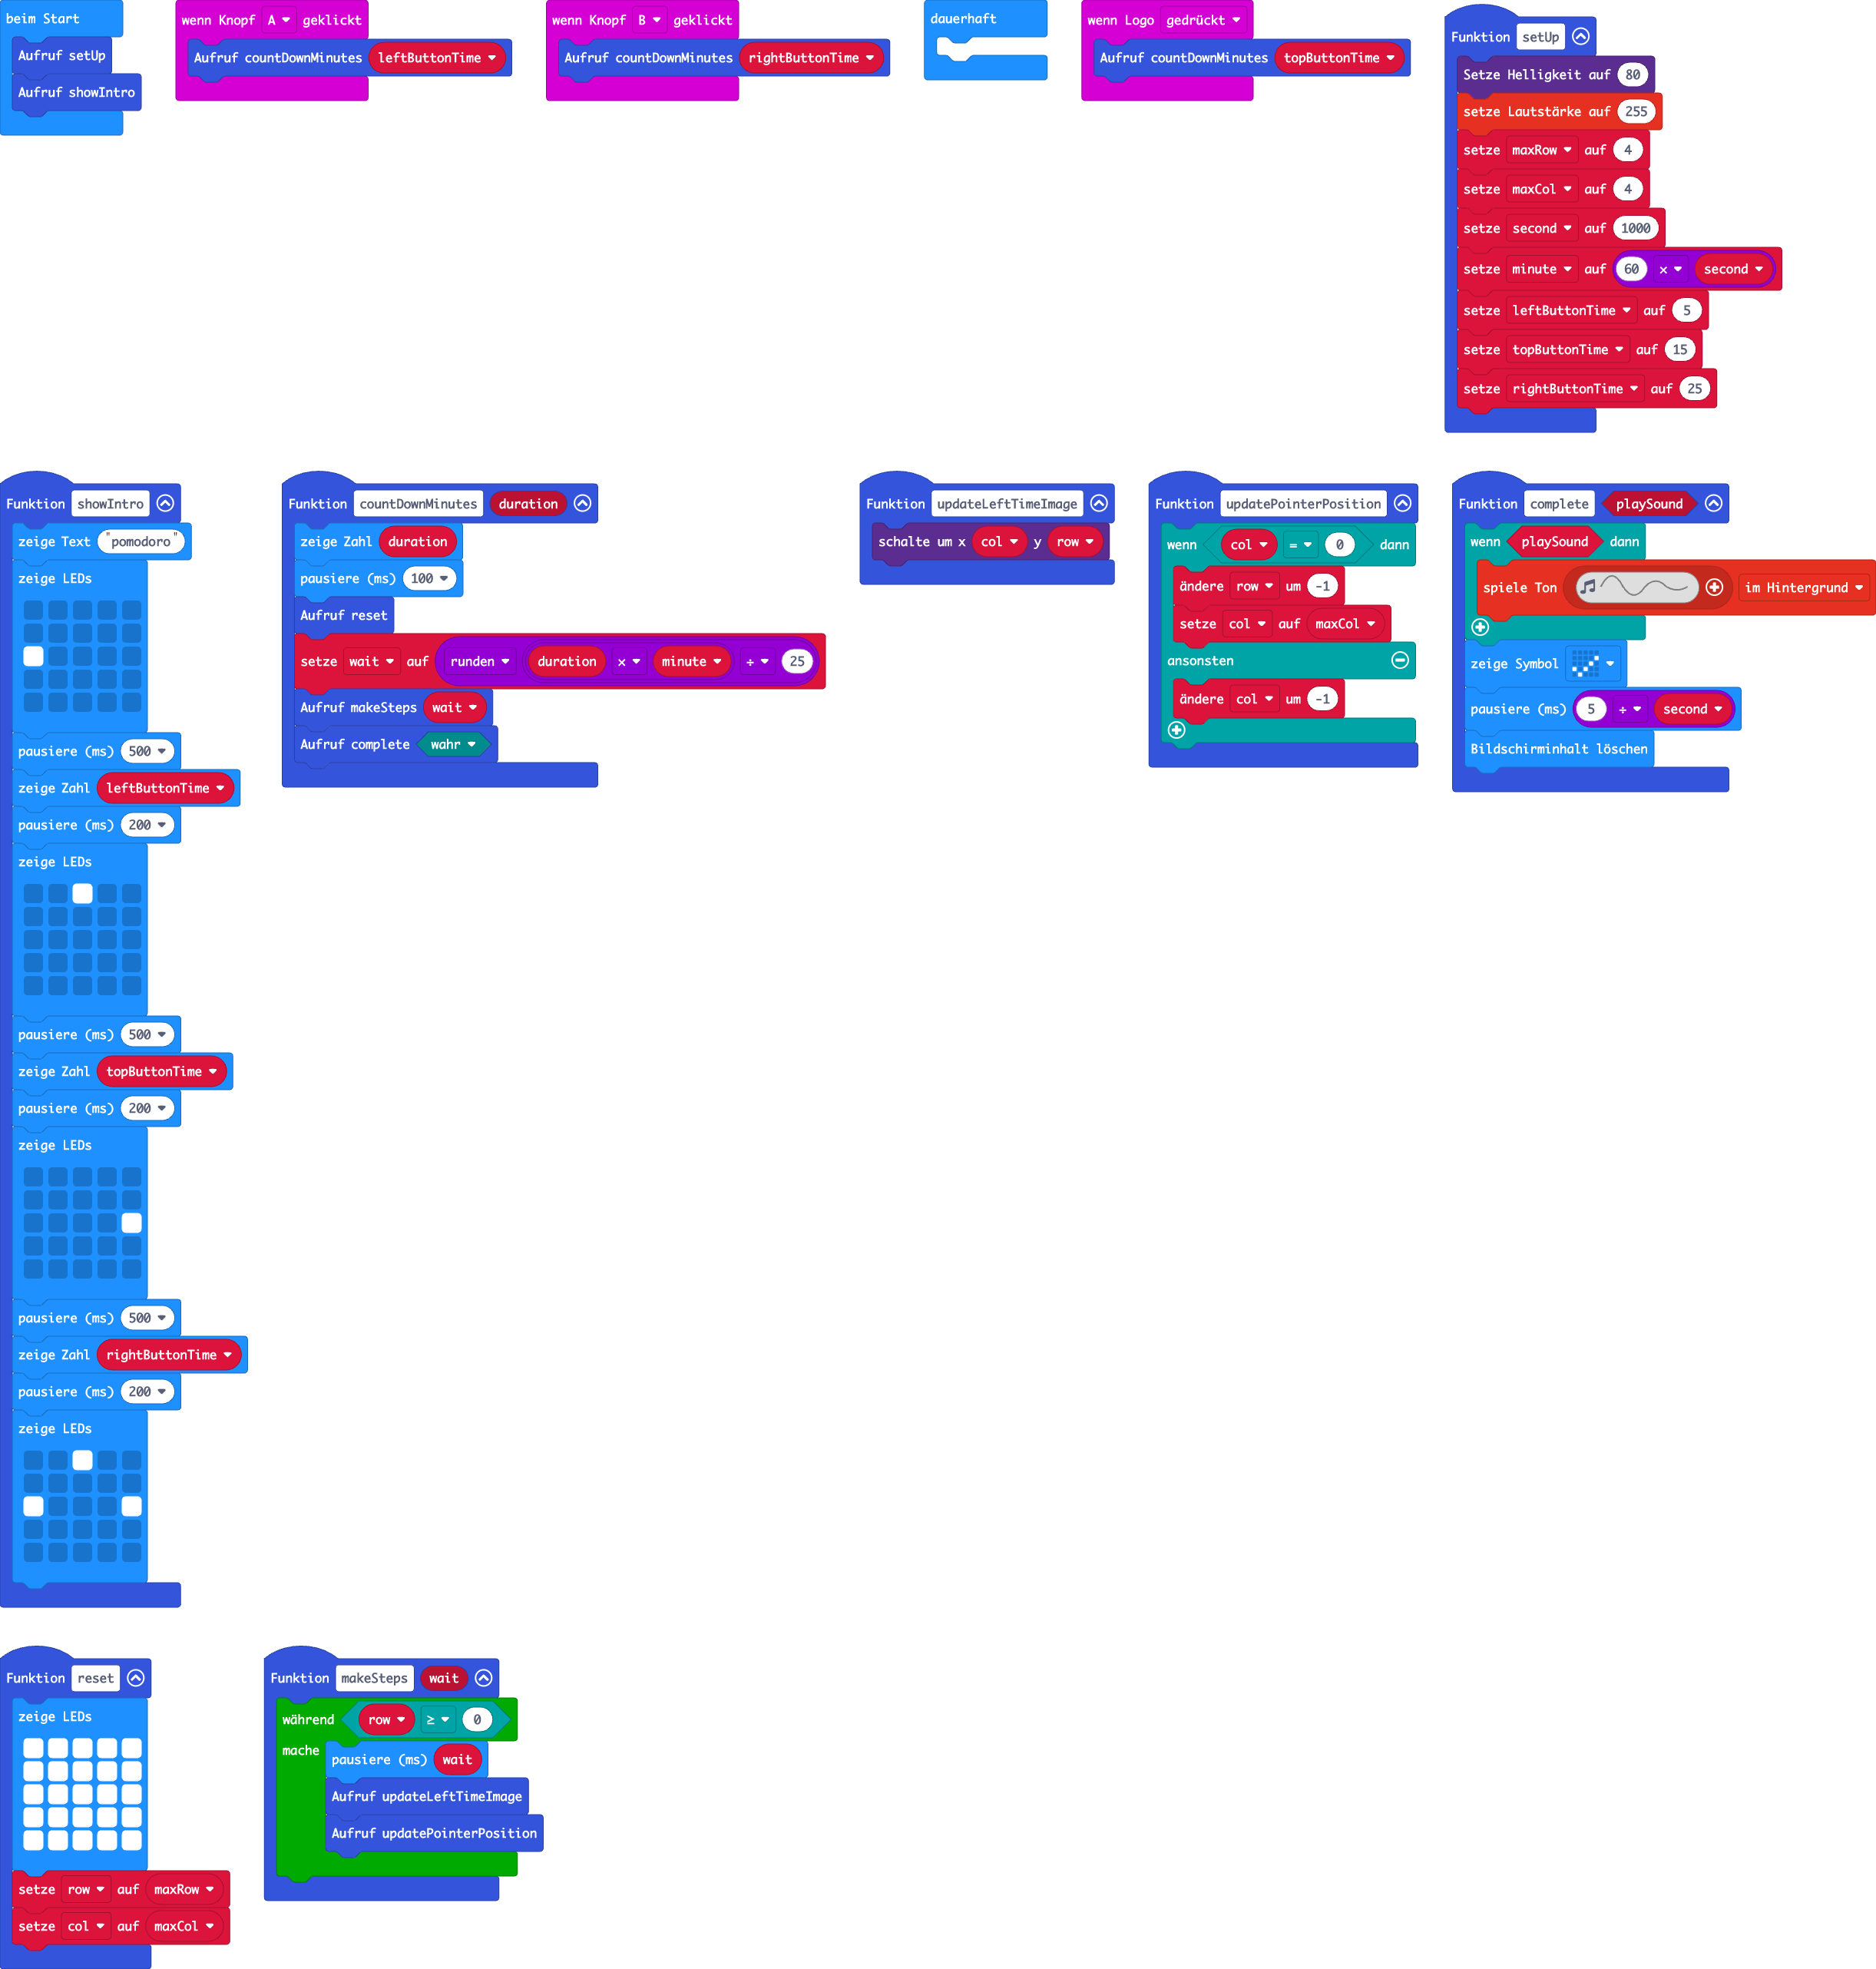 beim Start
Aufruf setUp
Aufruf showIntro
wenn Knopf A geklickt
Aufruf countDownMinutes leftButtonTime
wenn Knopf B geklickt
Aufruf countDownMinutes rightButtonTime
dauerhaft
wenn Logo gedrückt
Aufruf countDownMinutes topButtonTime
Funktion setUp
Setze Helligkeit auf 80
setze Lautstärke auf 255
setze maxRow auf 4
setze maxCol auf 4
setze second auf 1000
setze minute auf 60 × second
setze leftButtonTime auf 5
setze topButtonTime auf 15
setze rightButtonTime auf 25
Funktion showIntro
zeige Text "pomodoro"
zeige LEDs
pausiere (ms) 500
zeige Zahl leftButtonTime
pausiere (ms) 200
zeige LEDs
pausiere (ms) 500
zeige Zahl topButtonTime
pausiere (ms) 200
zeige LEDs
pausiere (ms) 500
zeige Zahl rightButtonTime
pausiere (ms) 200
zeige LEDs
Funktion countDownMinutes duration
zeige Zahl duration
pausiere (ms) 100
Aufruf reset
setze wait auf runden duration × minute ÷ 25
Aufruf makeSteps wait
Aufruf complete wahr
Funktion updateLeftTimeImage
schalte um x col y row
Funktion updatePointerPosition
wenn col = 0 dann
ändere row um -1
setze col auf maxCol
ansonsten
ändere col um -1
Funktion complete playSound
wenn playSound dann
spiele Ton im Hintergrund
zeige Symbol
pausiere (ms) 5 ÷ second
Bildschirminhalt löschen
Funktion reset
zeige LEDs
setze row auf maxRow
setze col auf maxCol
Funktion makeSteps wait
während row ≥ 0
mache
pausiere (ms) wait
Aufruf updateLeftTimeImage
Aufruf updatePointerPosition